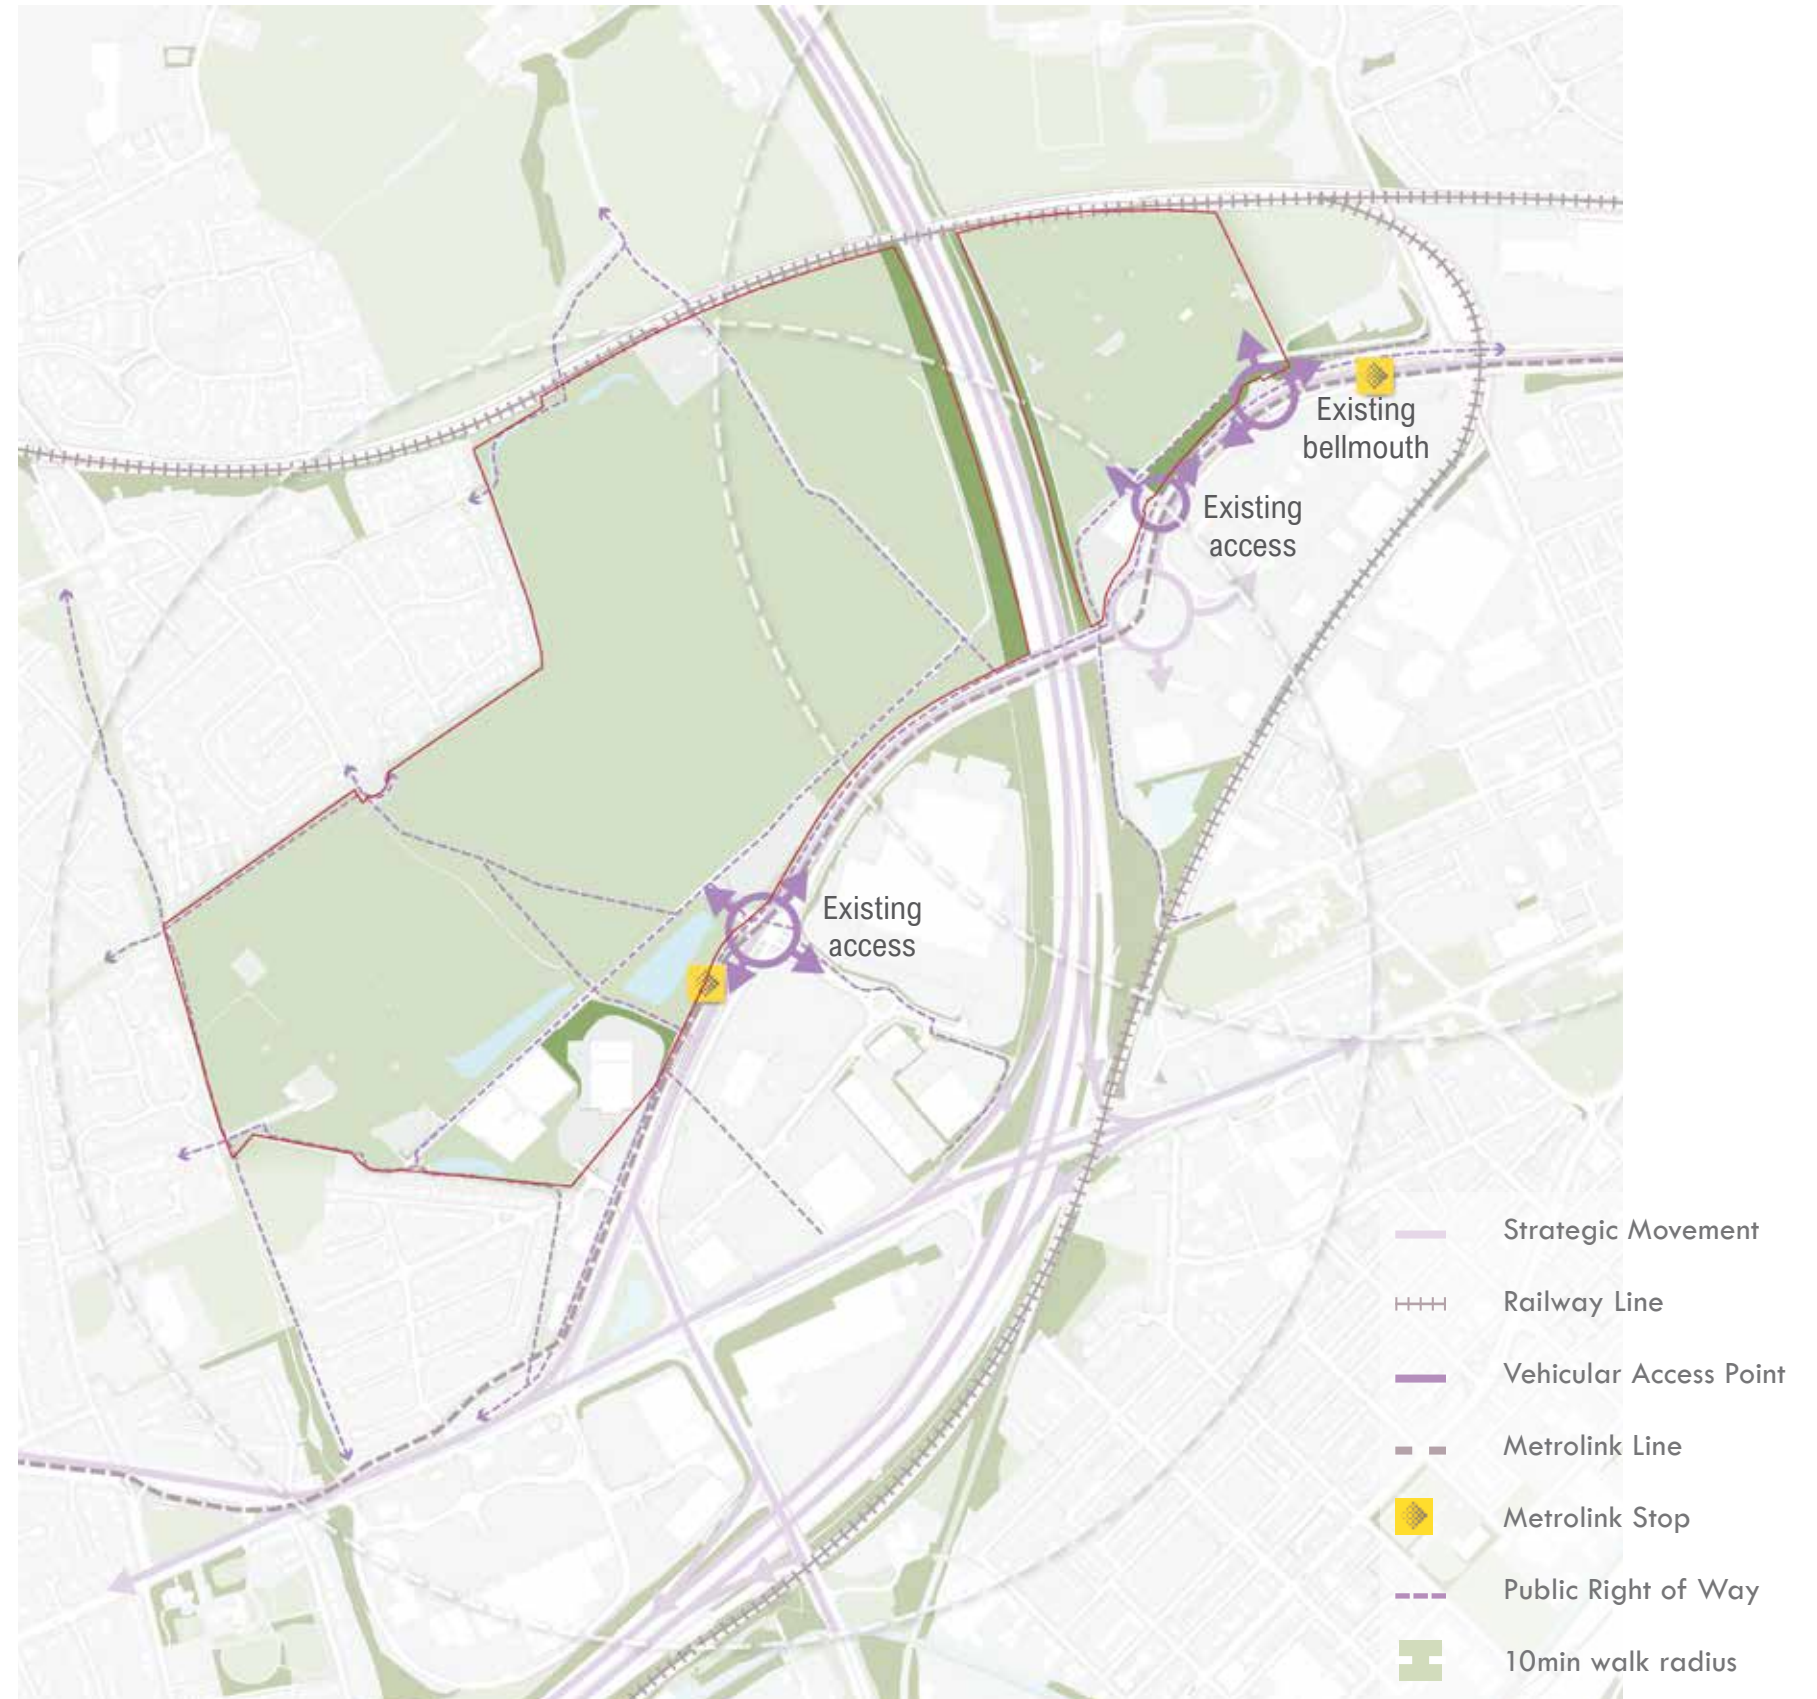 Existing
bellmouth
Existing
access
Existing
access
Strategic Movement
Railway Line
Vehicular Access Point
Metrolink Line
Metrolink Stop
Public Right of Way
10min walk radius